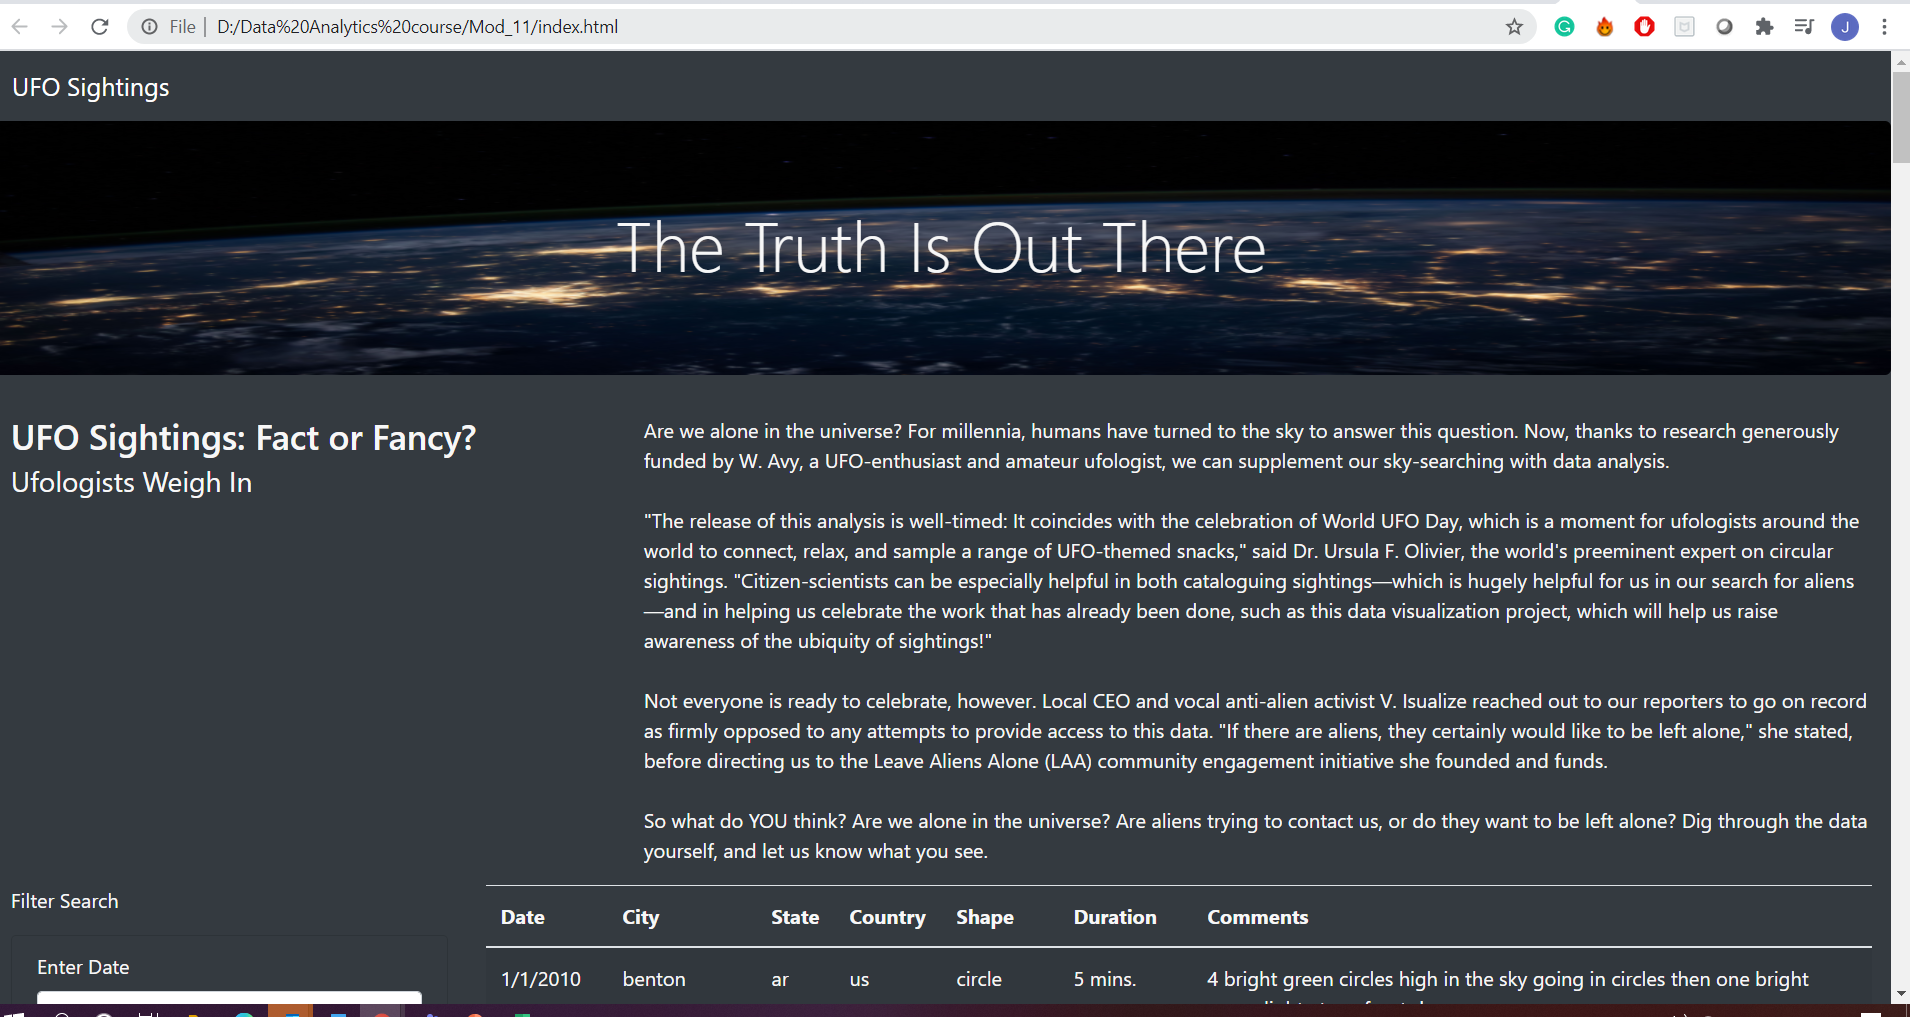 File | D:/Data%20Analytics%20course/Mod_11/index.html
J
UFO Sightings
The Truth Is Out There
UFO Sightings: Fact or Fancy?
Ufologists Weigh In
Are we alone in the universe? For millennia, humans have turned to the sky to answer this question. Now, thanks to research generously
funded by W. Avy, a UFO-enthusiast and amateur ufologist, we can supplement our sky-searching with data analysis.
"The release of this analysis is well-timed: It coincides with the celebration of World UFO Day, which is a moment for ufologists around the
world to connect, relax, and sample a range of UFO-themed snacks," said Dr. Ursula F. Olivier, the world's preeminent expert on circular
sightings. "Citizen-scientists can be especially helpful in both cataloguing sightings—which is hugely helpful for us in our search for aliens
—and in helping us celebrate the work that has already been done, such as this data visualization project, which will help us raise
awareness of the ubiquity of sightings!"
Not everyone is ready to celebrate, however. Local CEO and vocal anti-alien activist V. Isualize reached out to our reporters to go on record
as firmly opposed to any attempts to provide access to this data. "If there are aliens, they certainly would like to be left alone," she stated,
before directing us to the Leave Aliens Alone (LAA) community engagement initiative she founded and funds.
So what do YOU think? Are we alone in the universe? Are aliens trying to contact us, or do they want to be left alone? Dig through the data
yourself, and let us know what you see.
Filter Search
Enter Date
Date City State Country Shape Duration Comments
1/1/2010 benton ar us circle 5 mins. 4 bright green circles high in the sky going in circles then one bright